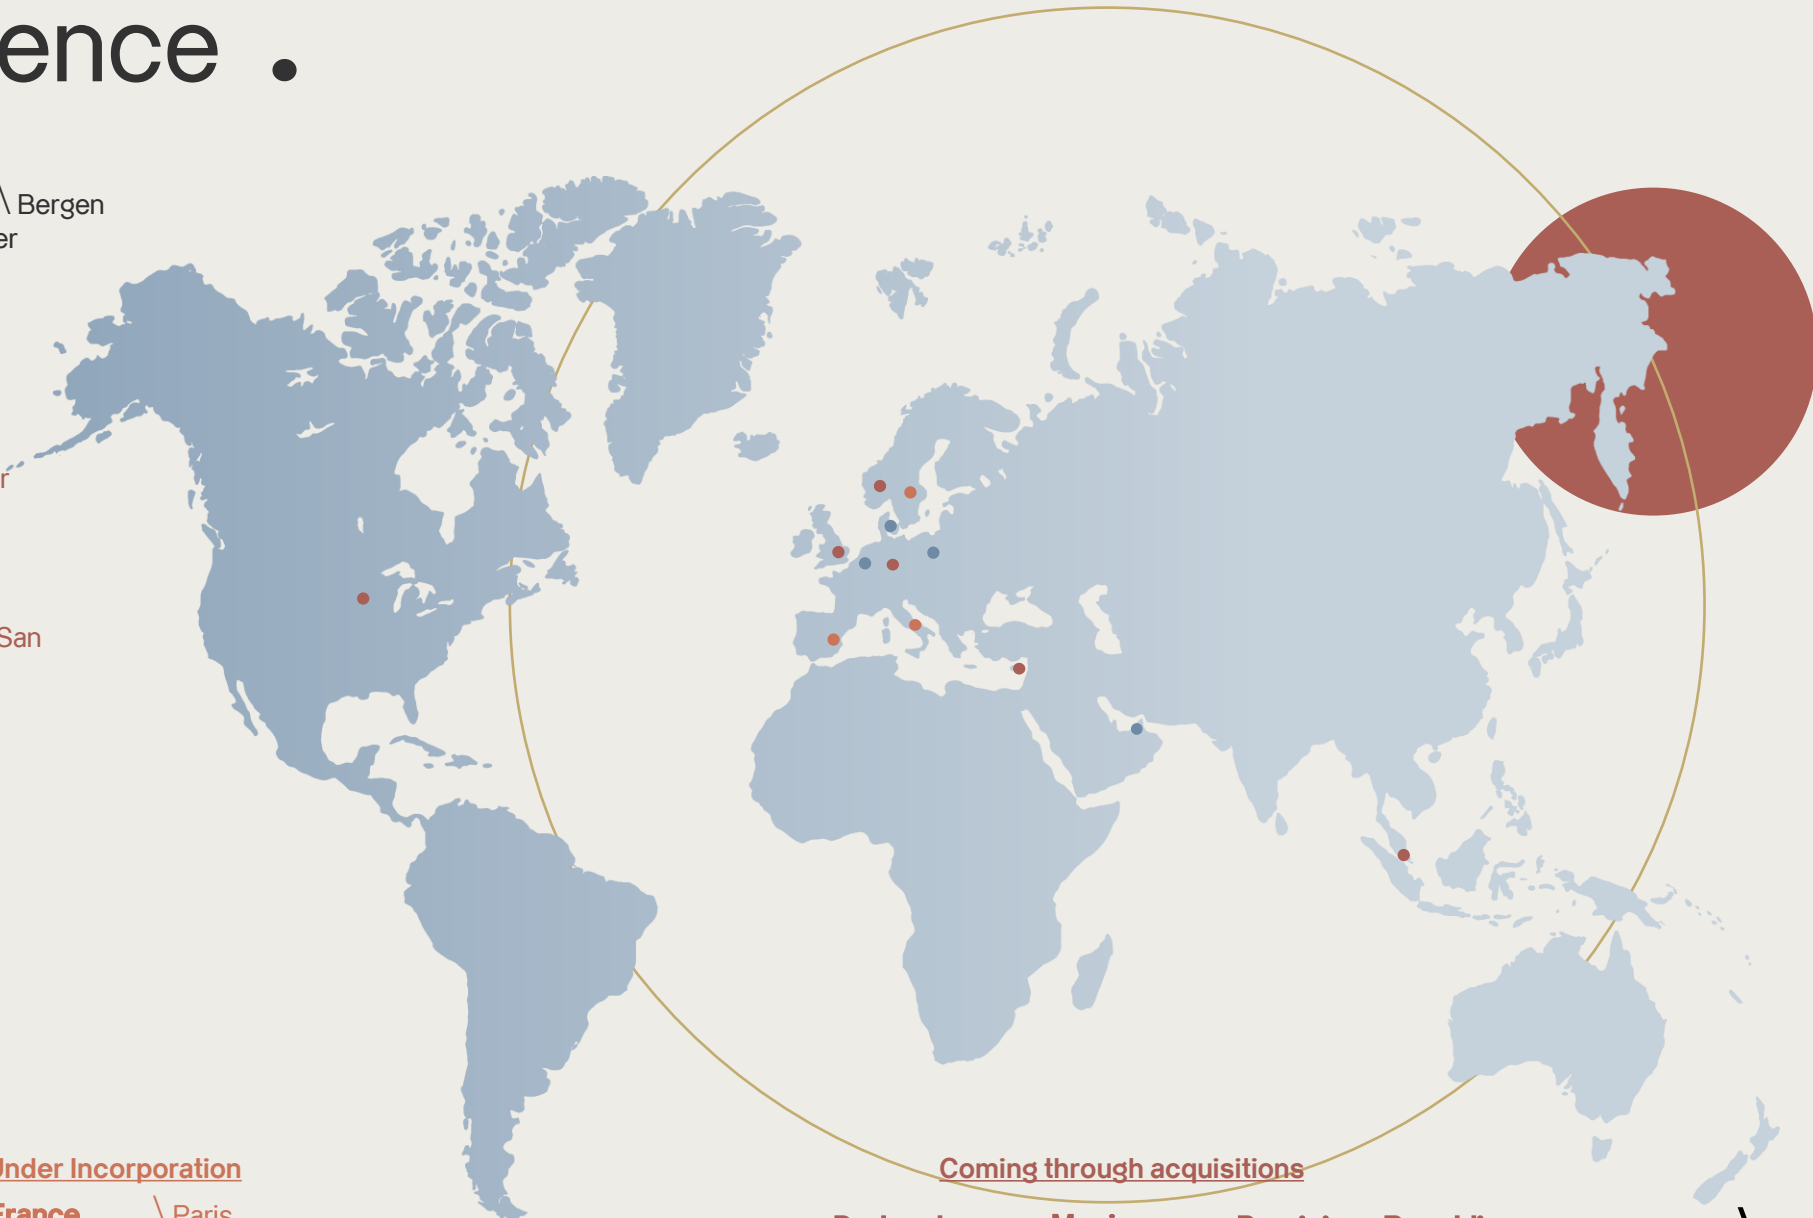 ence .
\ Bergen
er
r
San
Under Incorporation
France \ Paris
Coming through acquisitions